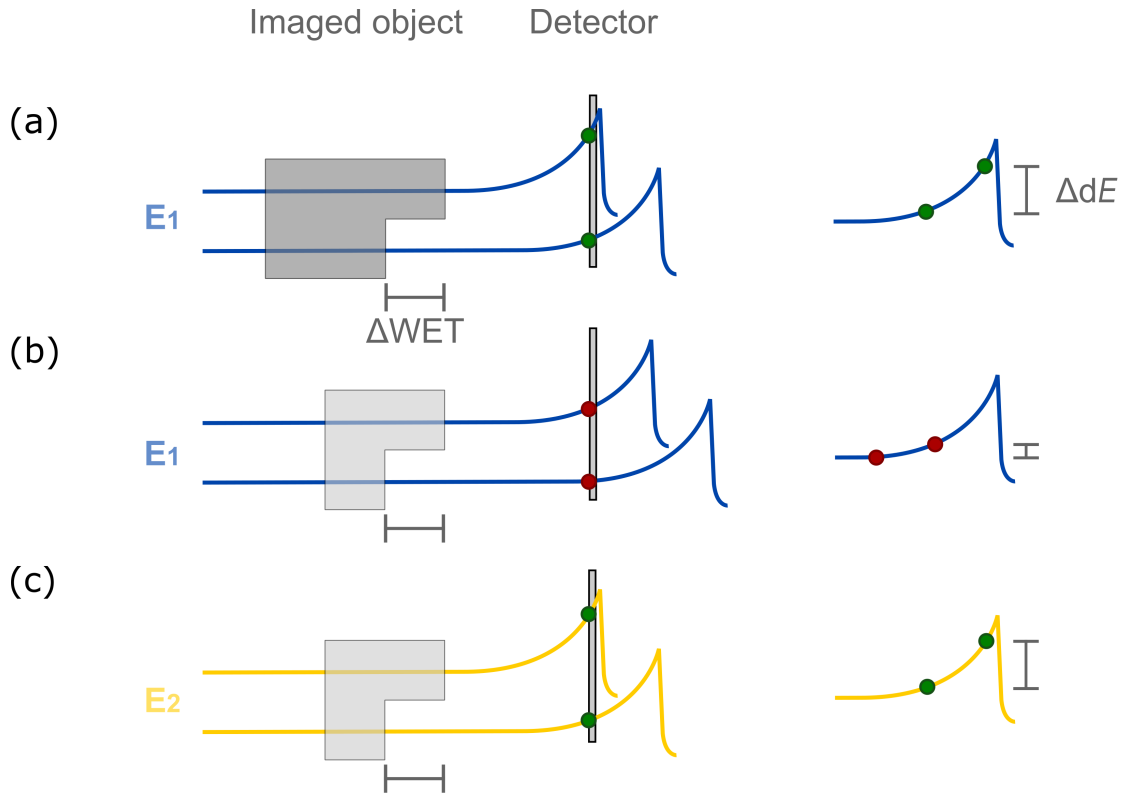 Imaged object Detector
(a)
E1
ΔdE
ΔWET
(b)
E1
(c)
E2